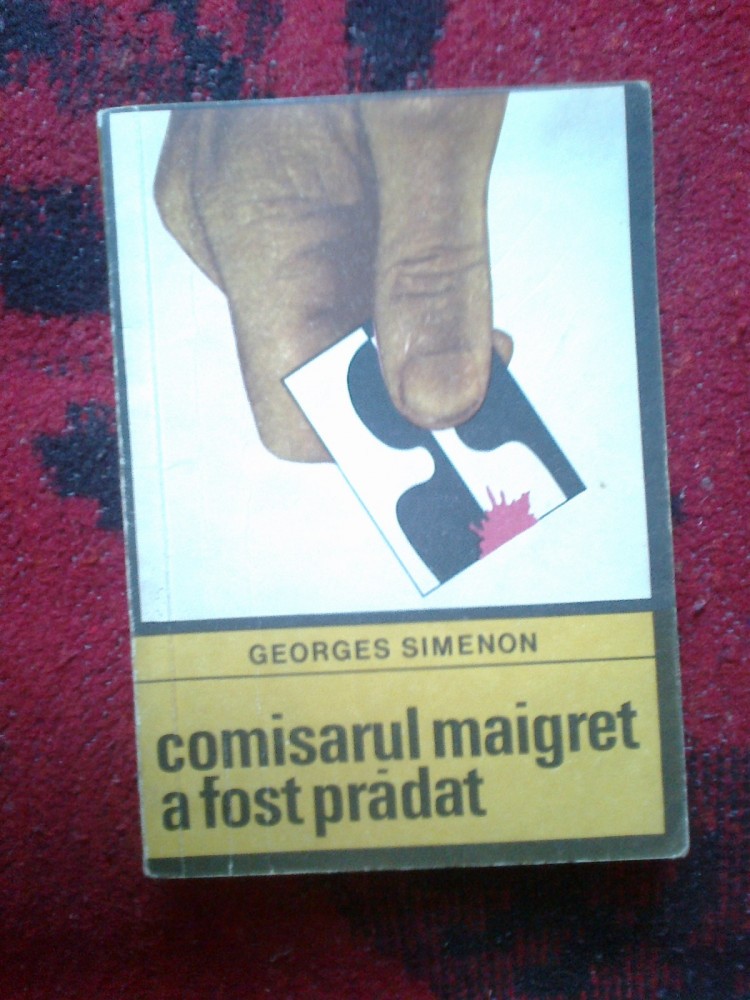 GEORGES SIMENON
comisarul maigret
a fost prădat